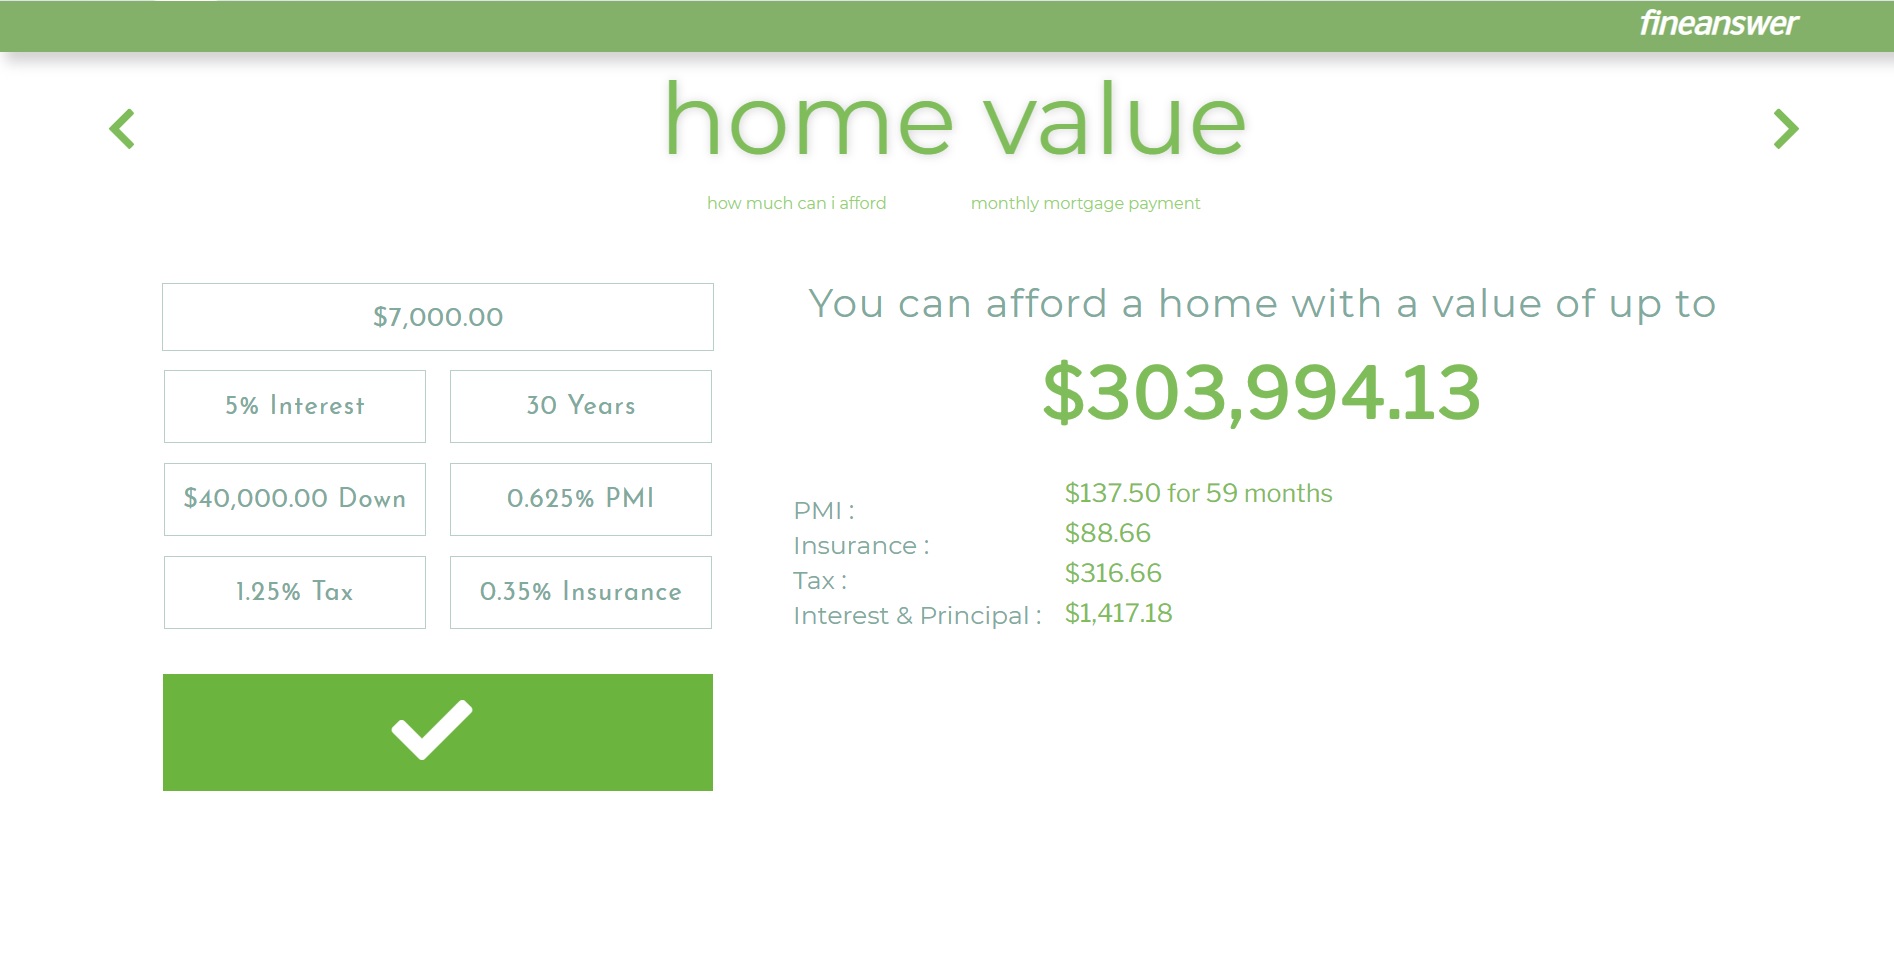 fineanswer
home value
how much can i afford
monthly mortgage payment
$7,000.00
5% Interest
30 Years
$40,000.00 Down
0.625% PMI
1.25% Tax
0.35% Insurance
You can afford a home with a value of up to
$303,994.13
PMI : $137.50 for 59 months
Insurance : $88.66
Tax : $316.66
Interest & Principal : $1,417.18